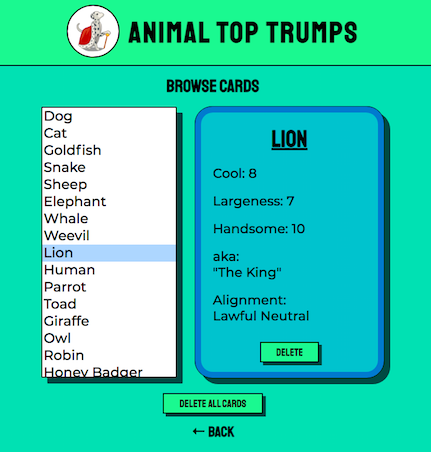 ANIMAL TOP TRUMPS
BROWSE CARDS
Dog
Cat
Goldfish
Snake
Sheep
Elephant
Whale
Weevil
Lion
Human
Parrot
Toad
Giraffe
Owl
Robin
Honey Badger
LION
Cool: 8
Largeness: 7
Handsome: 10
aka:
"The King"
Alignment:
Lawful Neutral
DELETE
DELETE ALL CARDS
← BACK